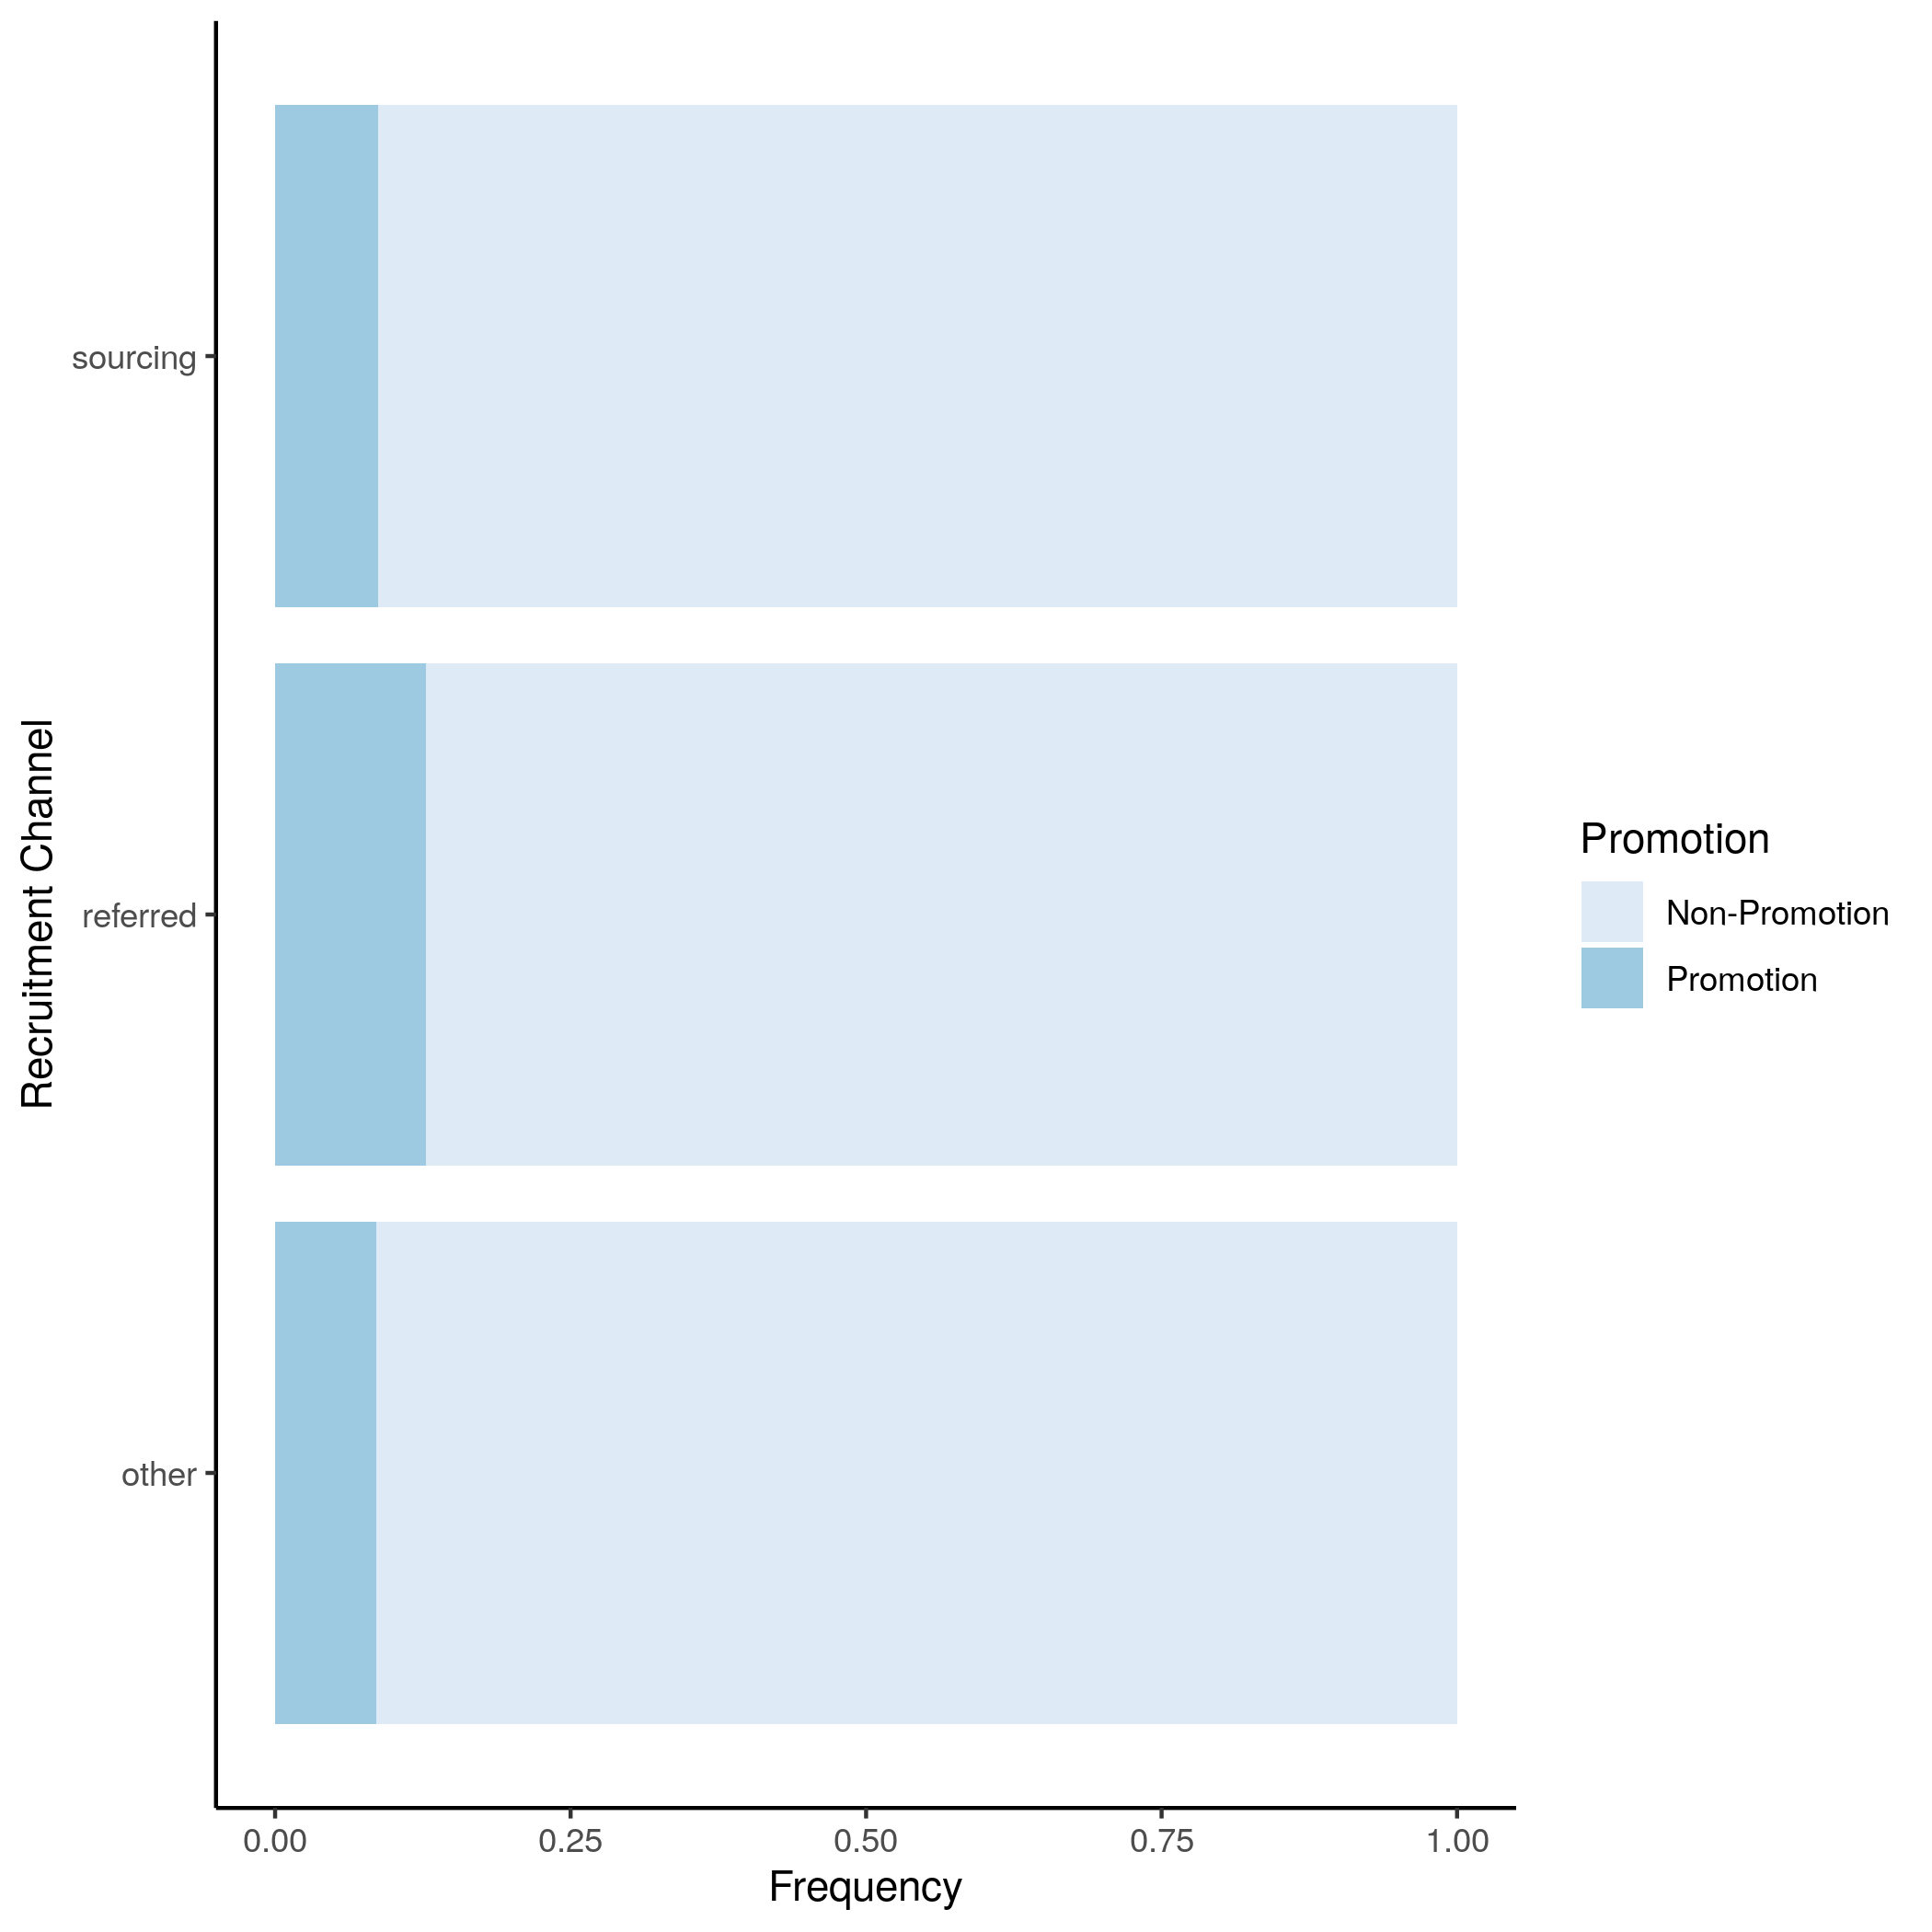 Recruitment Channel
sourcing
referred
other
0.00 0.25 0.50 0.75 1.00
Frequency
Promotion
Non-Promotion
Promotion